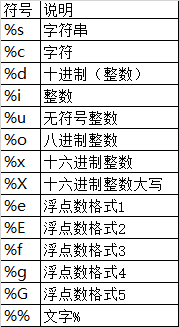 符号 说明
%s 字符串
%c 字符
%d 十进制（整数）
%i 整数
%u 无符号整数
%o 八进制整数
%x 十六进制整数
%X 十六进制整数大写
%e 浮点数格式1
%E 浮点数格式2
%f 浮点数格式3
%g 浮点数格式4
%G 浮点数格式5
%% 文字%